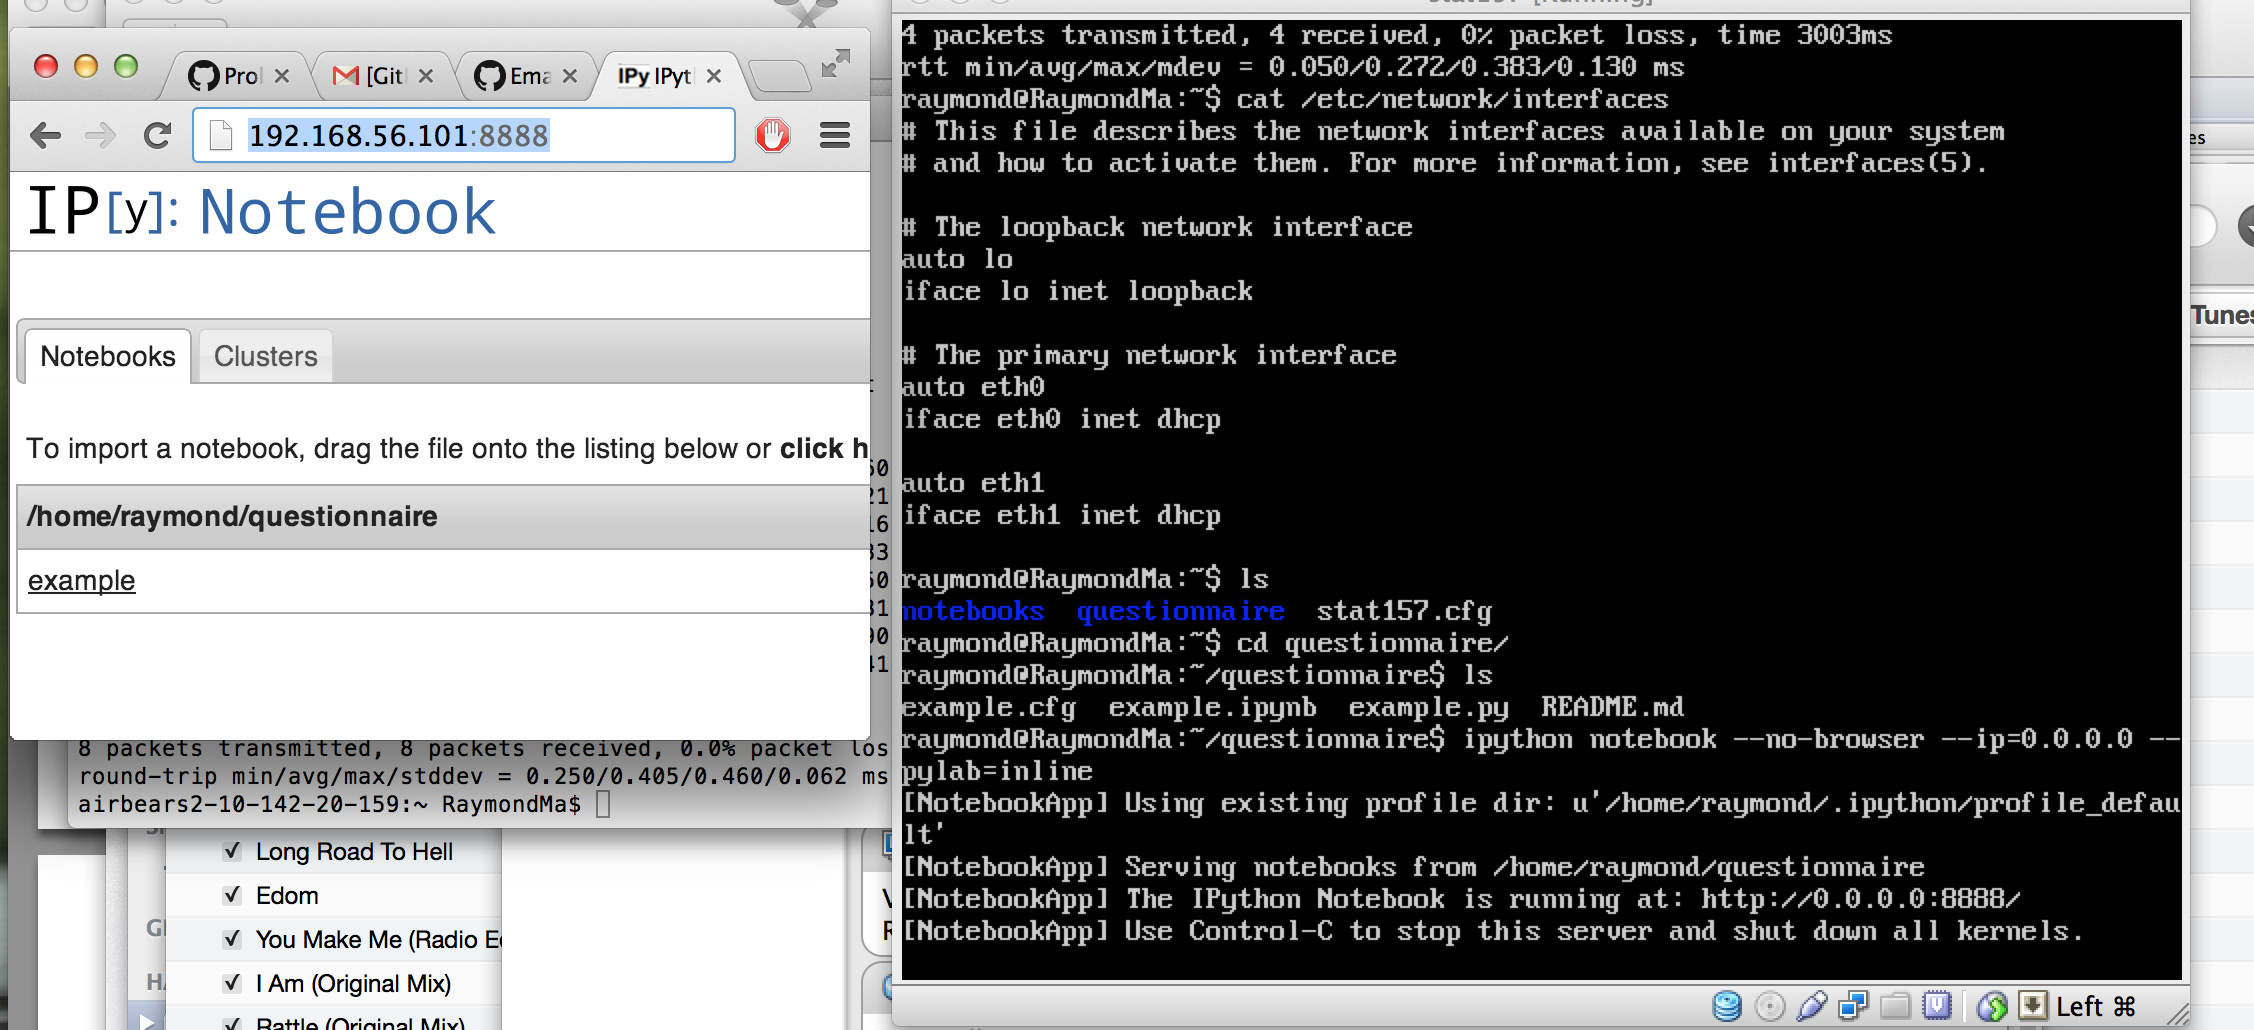 Pro
[Git
Ema
IPy IPyt
192.168.56.101:8888
IP[y]: Notebook
Notebooks
Clusters
To import a notebook, drag the file onto the listing below or click h
/home/raymond/questionnaire
example
8 packets transmitted, 8 packets received, 0.0% packet los
round-trip min/avg/max/stddev = 0.250/0.405/0.460/0.062 ms
airbears2-10-142-20-159:~ RaymondMa$
Long Road To Hell
Edom
You Make Me (Radio E
I Am (Original Mix)
Rattle (Original Mix)
4 packets transmitted, 4 received, 0% packet loss, time 3003ms
rtt min/avg/max/mdev = 0.050/0.272/0.383/0.130 ms
raymond@RaymondMa:~$ cat /etc/network/interfaces
# This file describes the network interfaces available on your system
# and how to activate them. For more information, see interfaces(5).
# The loopback network interface
auto lo
iface lo inet loopback
# The primary network interface
auto eth0
iface eth0 inet dhcp
auto eth1
iface eth1 inet dhcp
raymond@RaymondMa:~$ ls
notebooks questionnaire stat157.cfg
raymond@RaymondMa:~$ cd questionnaire/
raymond@RaymondMa:~/questionnaire$ ls
example.cfg example.ipynb example.py README.md
raymond@RaymondMa:~/questionnaire$ ipython notebook --no-browser --ip=0.0.0.0 --
pylab=inline
[NotebookApp] Using existing profile dir: u'/home/raymond/.ipython/profile_defau
lt'
[NotebookApp] Serving notebooks from /home/raymond/questionnaire
[NotebookApp] The IPython Notebook is running at: http://0.0.0.0:8888/
[NotebookApp] Use Control-C to stop this server and shut down all kernels.
Left ⌘
es
Tunes